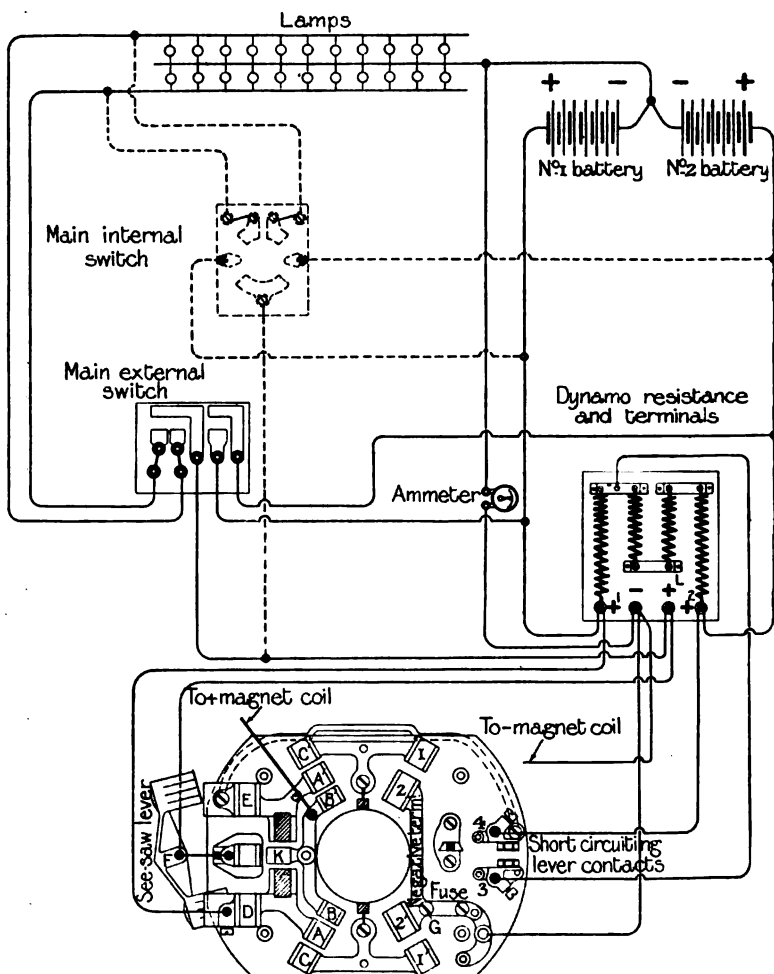 Lamps
+ - - +
No1 battery No2 battery
Main internal
switch
Main external
switch
Dynamo resistance
and terminals
Ammeter
L
+1 - + +2
To+magnet coil
To-magnet coil
See-saw lever
C' 1
A' 2
B'
E
F K
D
4
Short circuiting
lever contacts
3
Negative term!
Fuse
G
B 2'
A
C 1'